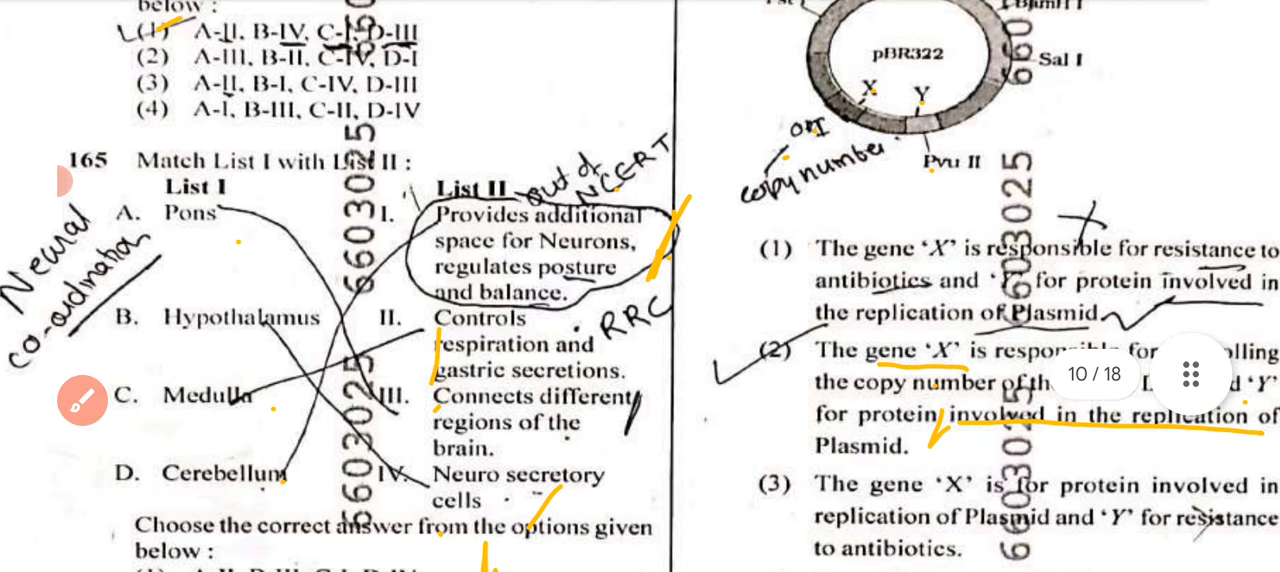 below :
(1) A-II, B-IV, C-I, D-III
(2) A-III, B-II, C-IV, D-I
(3) A-II, B-I, C-IV, D-III
(4) A-I, B-III, C-II, D-IV
165 Match List I with List II :
List I
List II
out of
NCERT
A. Pons
I. Provides additional
space for Neurons,
regulates posture
and balance.
B. Hypothalamus
II. Controls
respiration and
gastric secretions.
C. Medulla
III. Connects different
regions of the
brain.
D. Cerebellum
IV. Neuro secretory
cells
Neural
co-ordination
RRC
Choose the correct answer from the options given
below :
6603025
6603025
BamH I
pBR322
Sal I
X
Y
Pvu II
ori
copy number
6603025
(1) The gene ‘X’ is responsible for resistance to
antibiotics and ‘Y’ for protein involved in
the replication of Plasmid.
(2) The gene ‘X’ is
the copy number of ‘Y’
for protein involved in the replication of
Plasmid.
(3) The gene ‘X’ is for protein involved in
replication of Plasmid and ‘Y’ for resistance
to antibiotics.
6603025
10 / 18